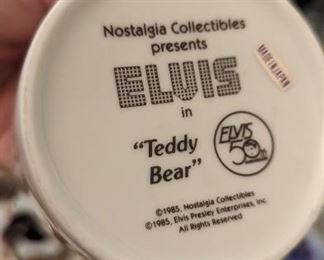 Nostalgia Collectibles
presents
ELVIS
in
"Teddy
Bear"
MADE IN JAPAN
ELVIS
50
©1985, Nostalgia Collectibles
©1985, Elvis Presley Enterprises, Inc.
All Rights Reserved